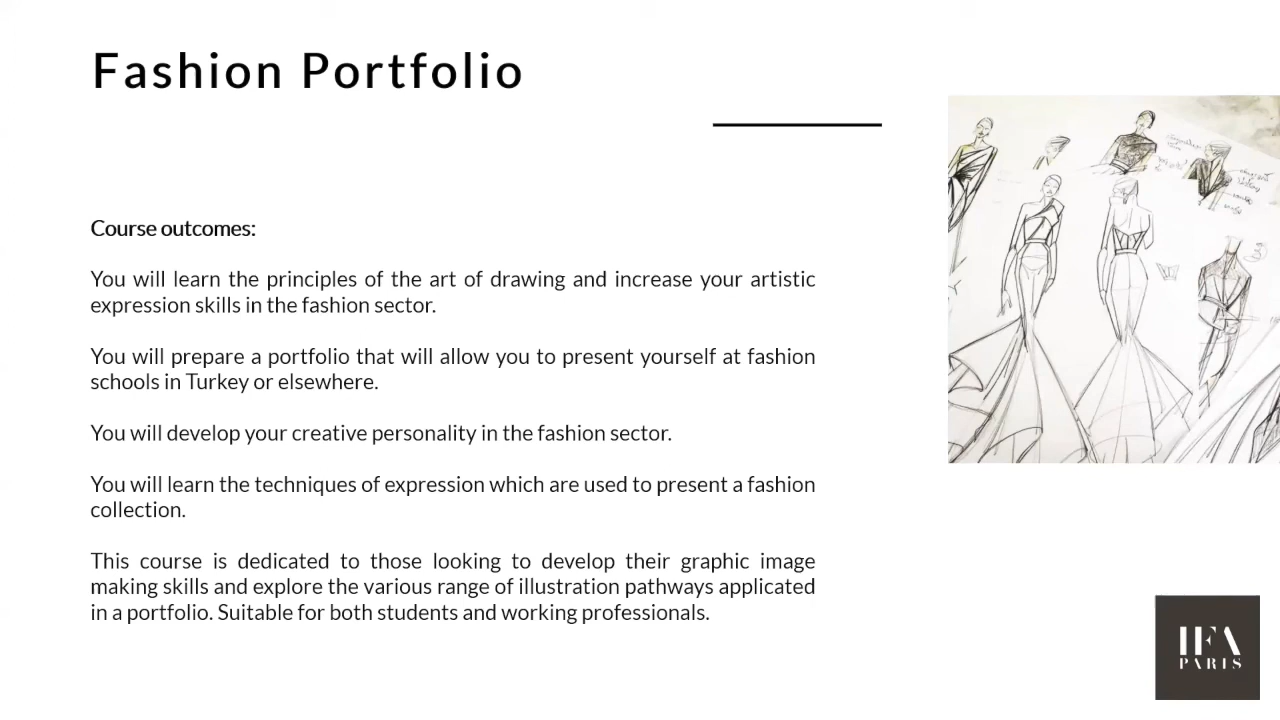 Fashion Portfolio
Course outcomes:
You will learn the principles of the art of drawing and increase your artistic
expression skills in the fashion sector.
You will prepare a portfolio that will allow you to present yourself at fashion
schools in Turkey or elsewhere.
You will develop your creative personality in the fashion sector.
You will learn the techniques of expression which are used to present a fashion
collection.
This course is dedicated to those looking to develop their graphic image
making skills and explore the various range of illustration pathways applicated
in a portfolio. Suitable for both students and working professionals.
IFA
PARIS